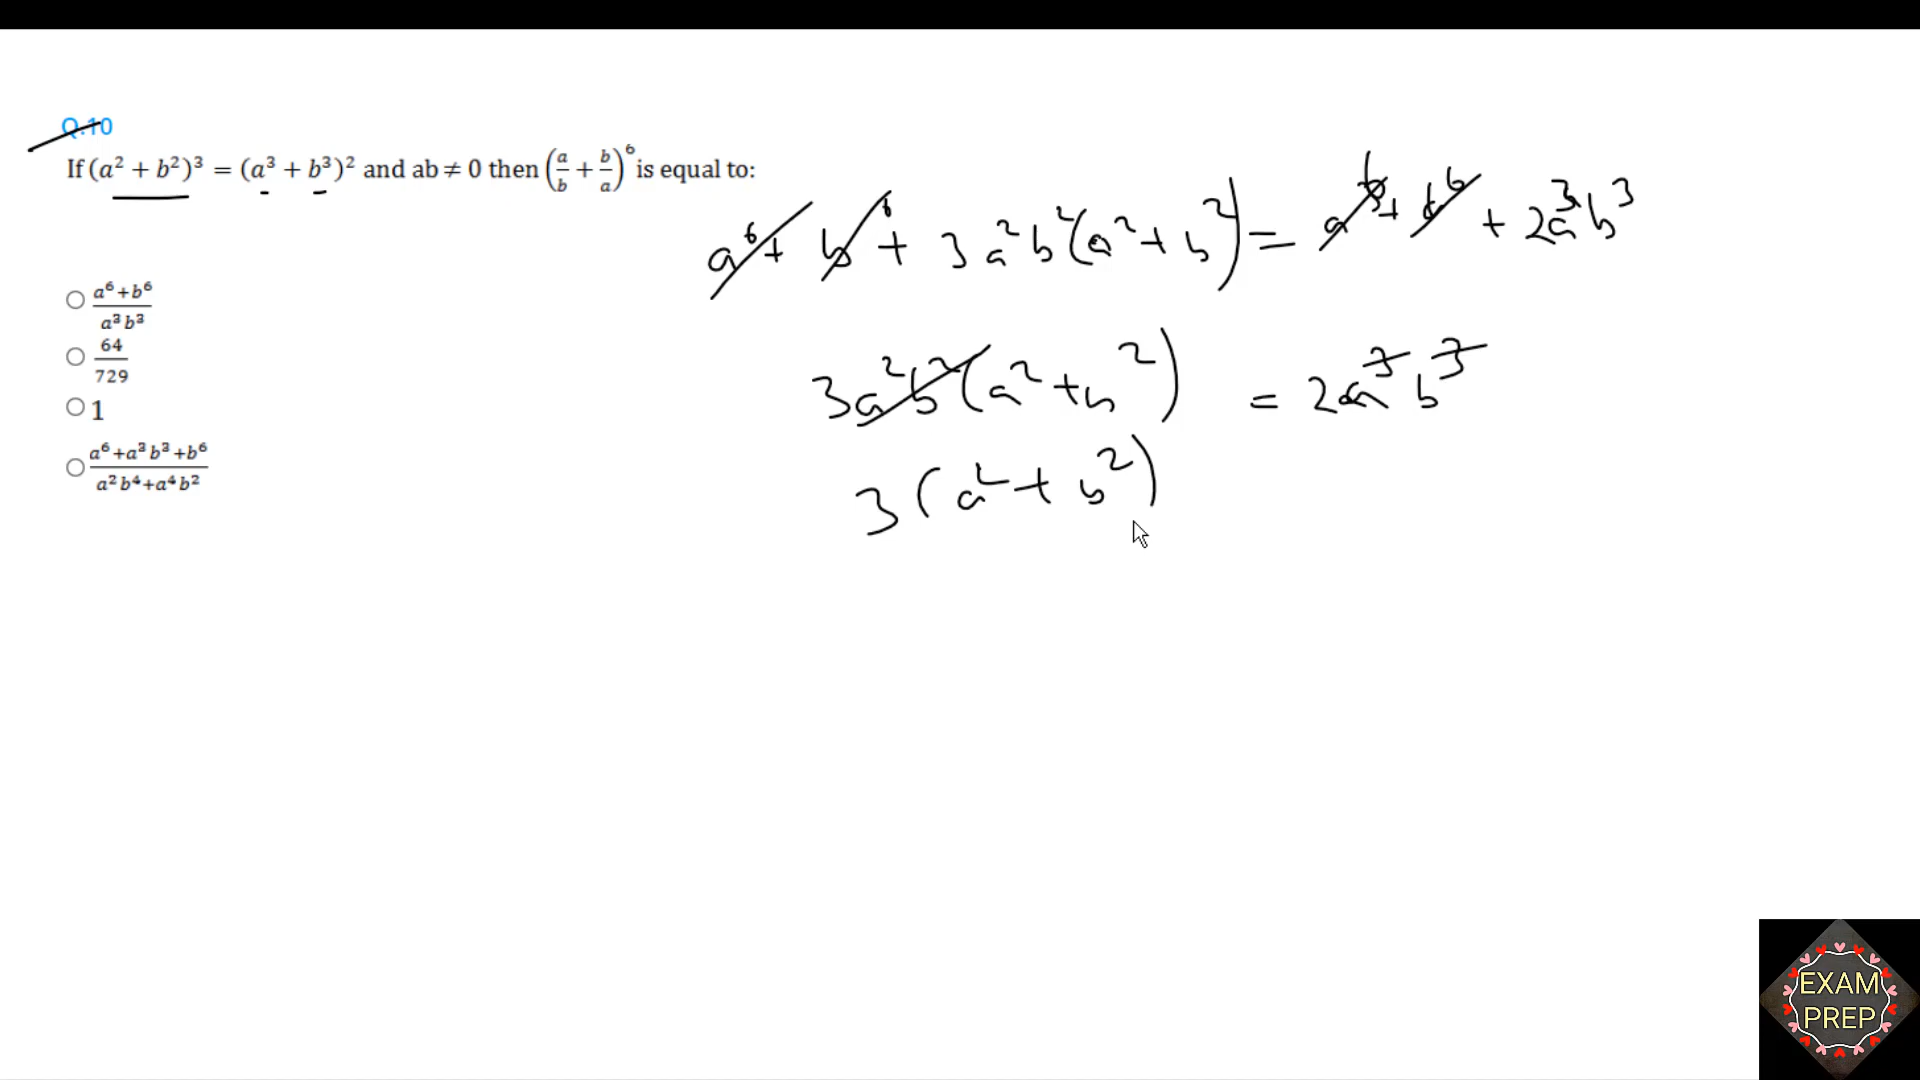 Q.10
If (a² + b²)³ = (a³ + b³)² and ab ≠ 0 then (a/b + b/a)⁶ is equal to:
a⁶+b⁶ / a³b³
64 / 729
1
a⁶+a³b³+b⁶ / a²b⁴+a⁴b²
a⁶ + b⁶ + 3a²b²(a² + b²) = a⁶ + b⁶ + 2a³b³
3a²b²(a² + b²) = 2a³b³
3(a² + b²)
EXAM
PREP